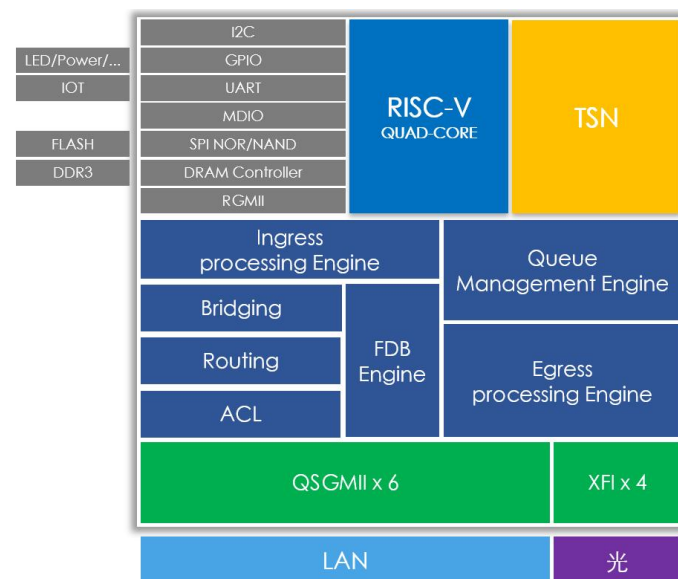 I2C
LED/Power/...
GPIO
IOT
UART
MDIO
FLASH
SPI NOR/NAND
DDR3
DRAM Controller
RGMII
RISC-V
QUAD-CORE
TSN
Ingress
processing Engine
Queue
Management Engine
Bridging
Routing
ACL
FDB
Engine
Egress
processing Engine
QSGMII x 6
XFI x 4
LAN
光